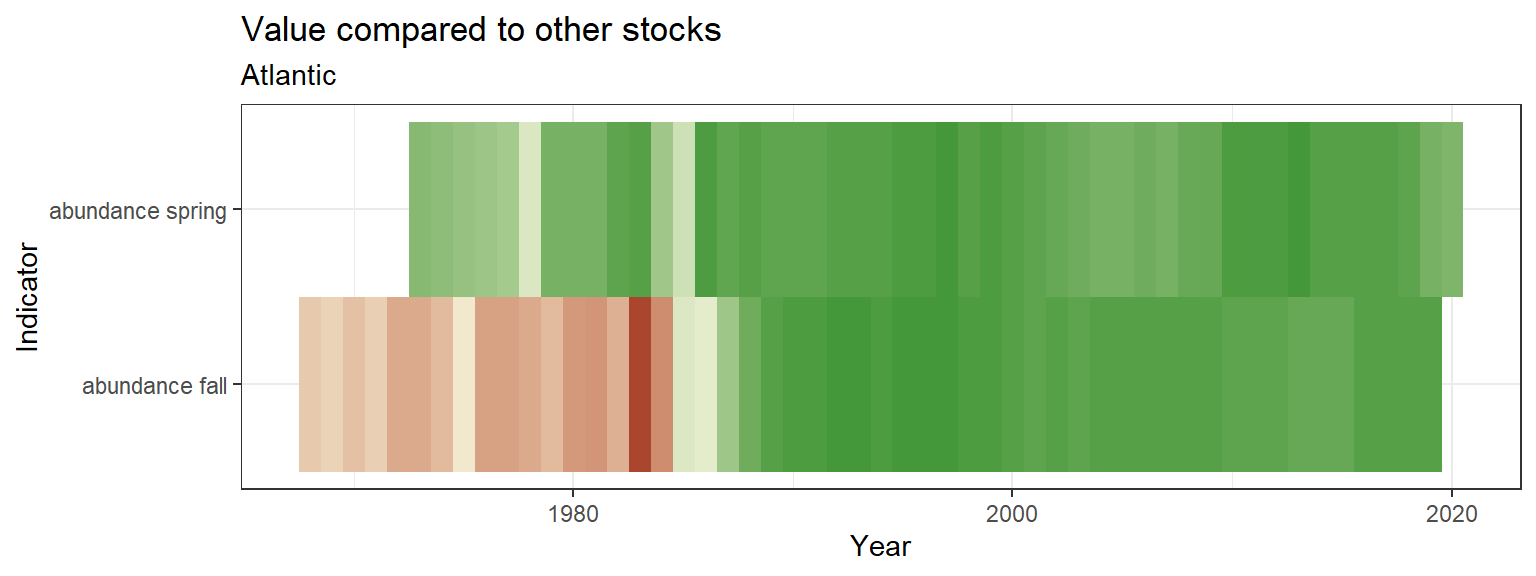 Value compared to other stocks
Atlantic
Indicator
abundance spring
abundance fall
1980
2000
2020
Year